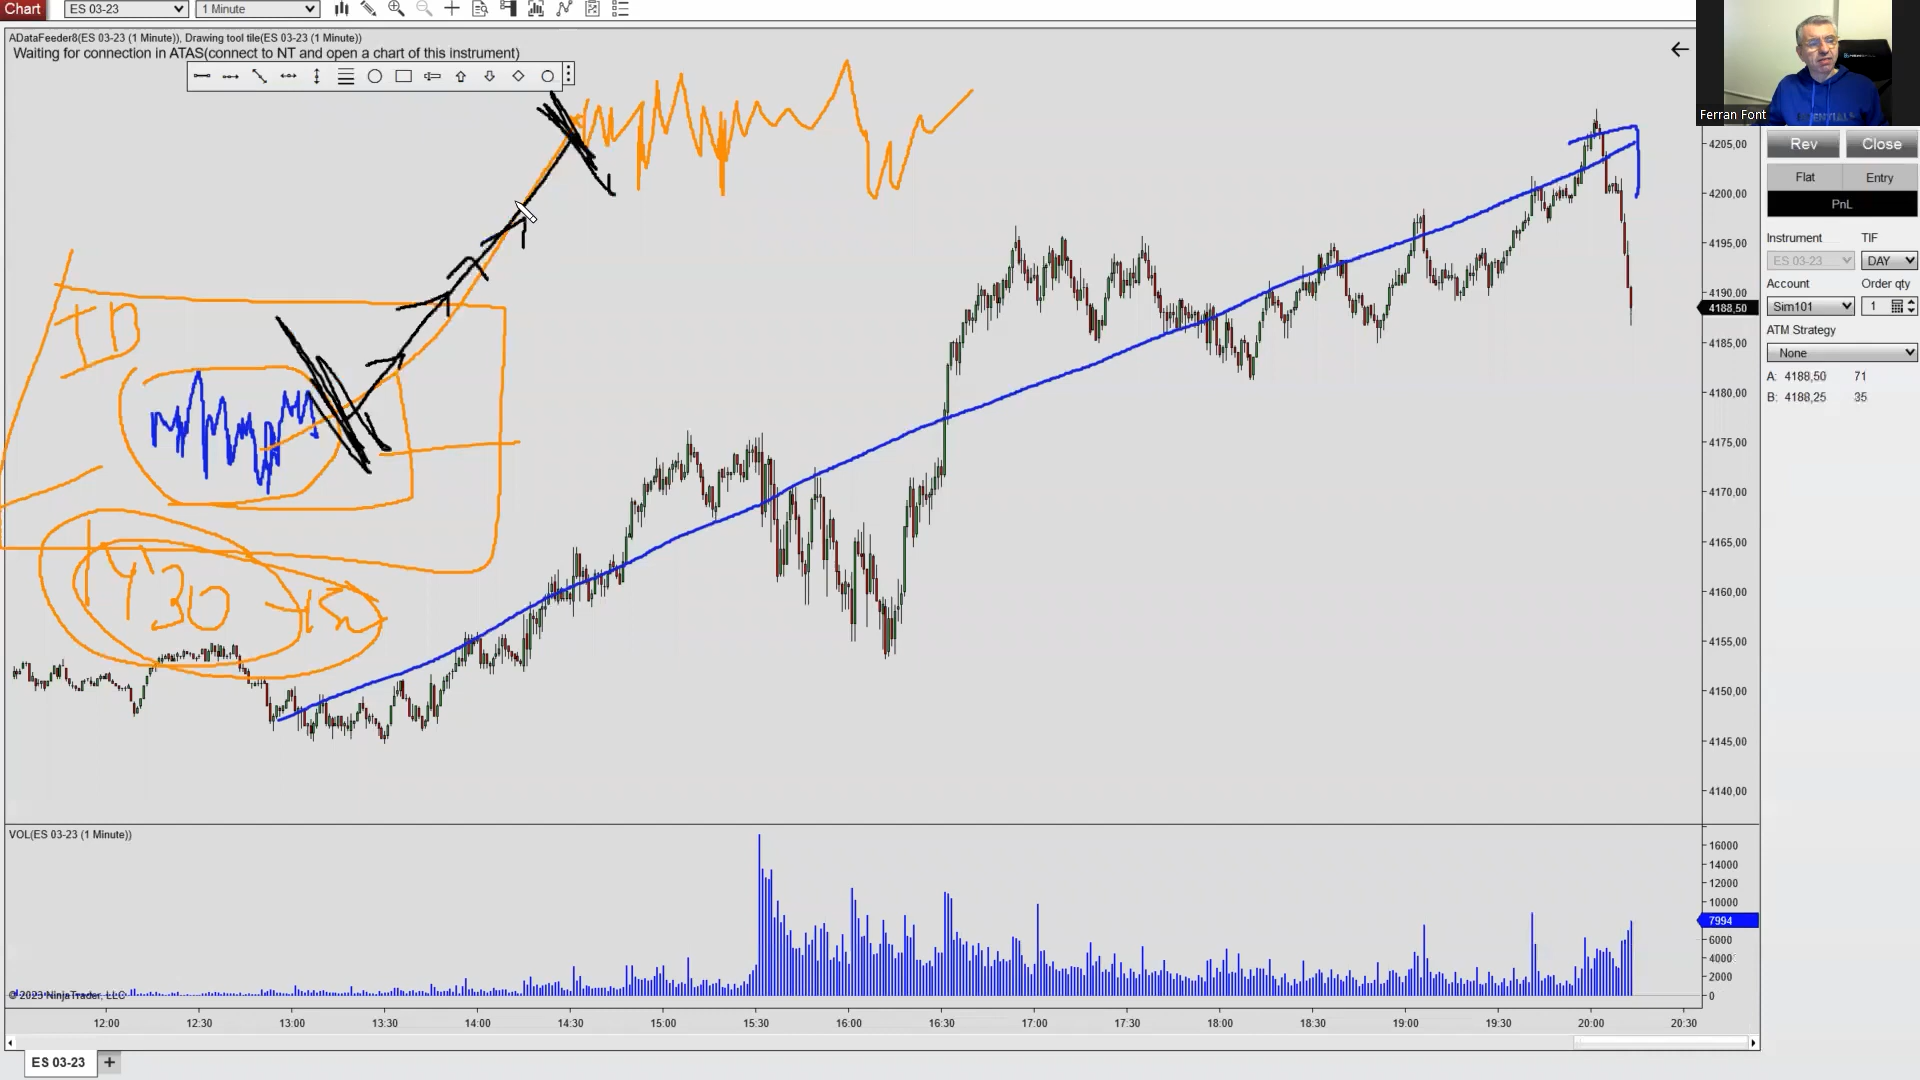 Chart ES 03-23 1 Minute
ADataFeeder8(ES 03-23 (1 Minute)), Drawing tool tile(ES 03-23 (1 Minute))
Waiting for connection in ATAS(connect to NT and open a chart of this instrument)
Ferran Font
4205,00
4200,00
4195,00
4190,00
4188,50
4185,00
4180,00
4175,00
4170,00
4165,00
4160,00
4155,00
4150,00
4145,00
4140,00
Rev Close
Flat Entry
PnL
Instrument TIF
ES 03-23 DAY
Account Order qty
Sim101 1
ATM Strategy
None
A: 4188,50 71
B: 4188,25 35
IB
14'30
VOL(ES 03-23 (1 Minute))
16000
14000
12000
10000
7994
6000
4000
2000
0
© 2023 NinjaTrader, LLC
12:00 12:30 13:00 13:30 14:00 14:30 15:00 15:30 16:00 16:30 17:00 17:30 18:00 18:30 19:00 19:30 20:00 20:30
ES 03-23 +